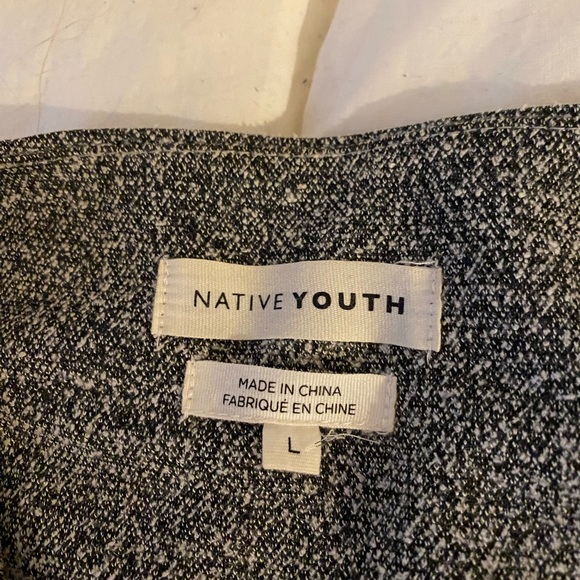 NATIVE YOUTH
MADE IN CHINA
FABRIQUÉ EN CHINE
L